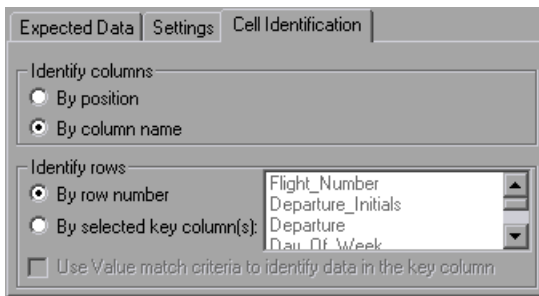 Expected Data Settings Cell Identification
Identify columns
By position
By column name
Identify rows
By row number
By selected key column(s):
Flight_Number
Departure_Initials
Departure
Day_Of_Week
Use Value match criteria to identify data in the key column